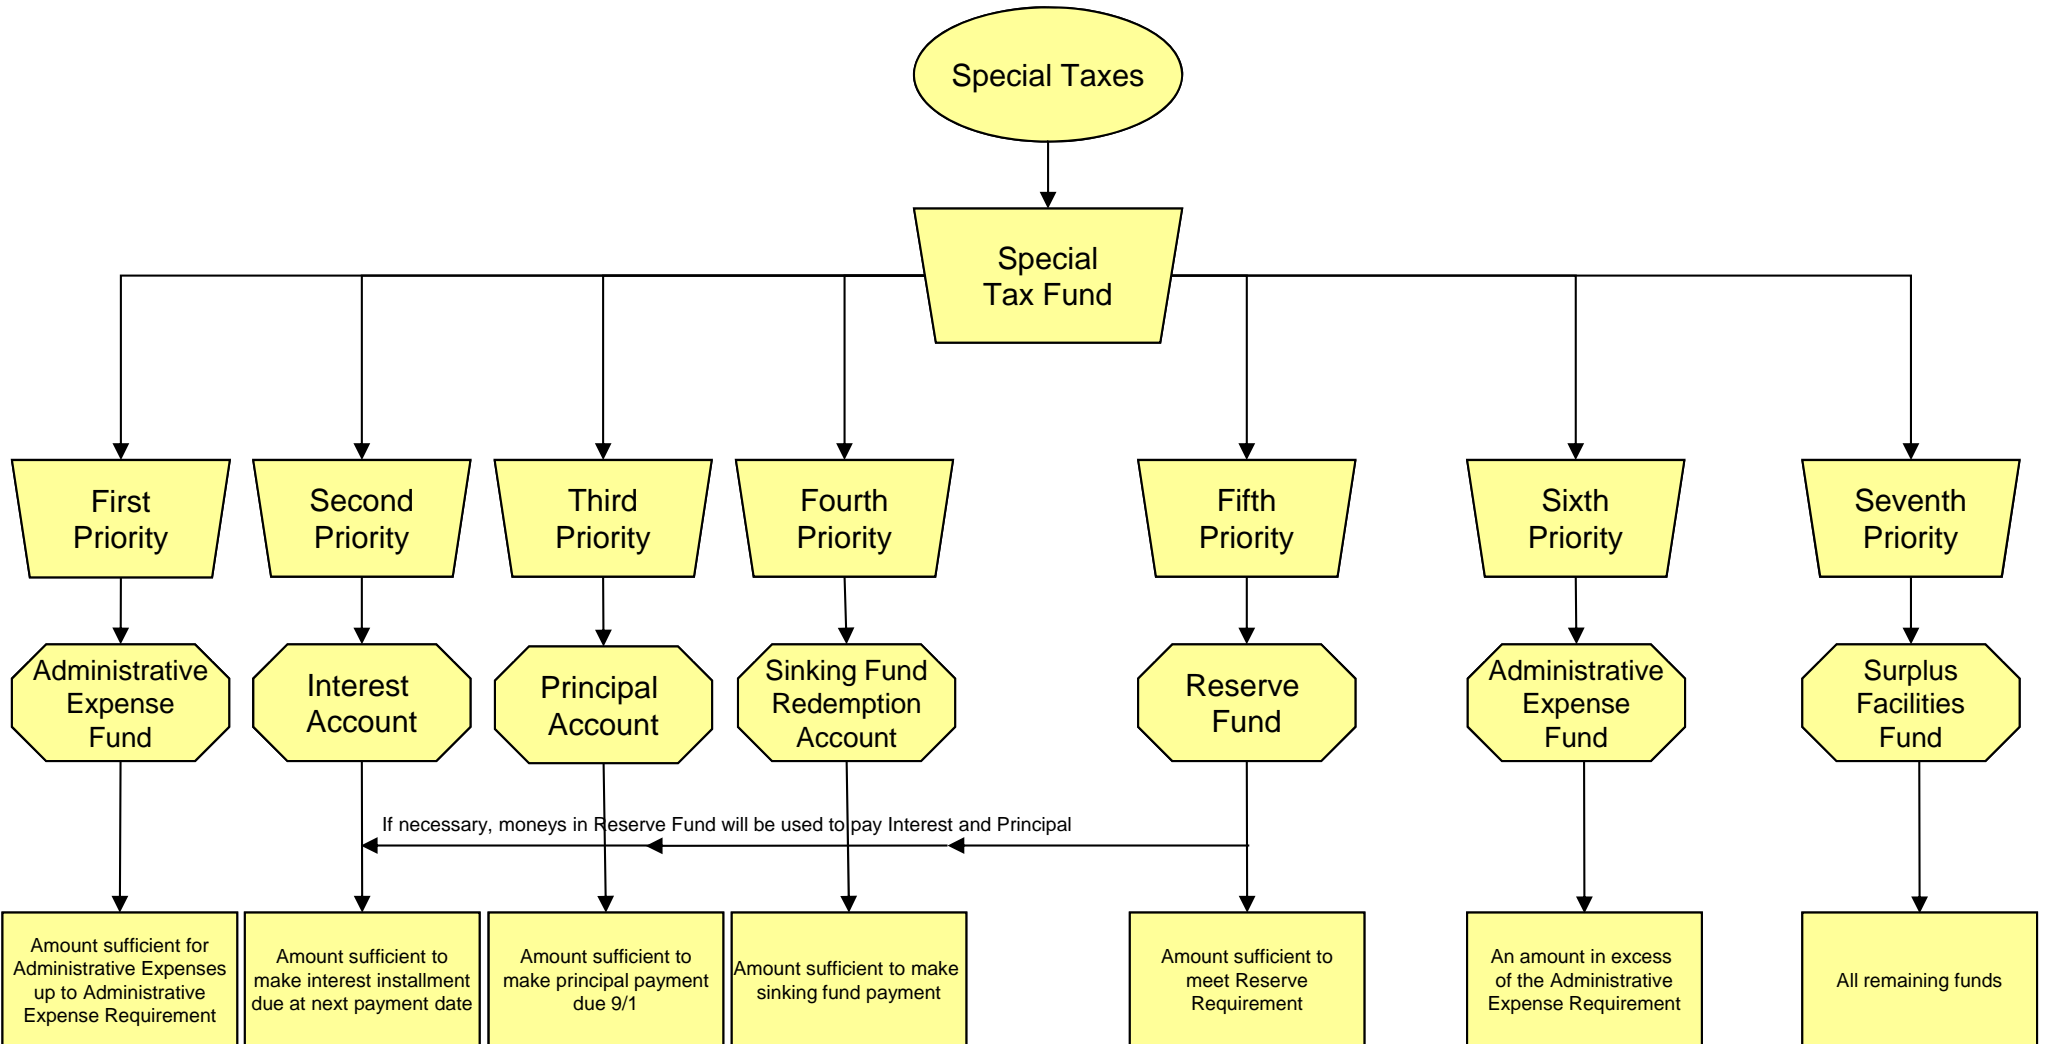 Special Taxes
Special
Tax Fund
First
Priority
Second
Priority
Third
Priority
Fourth
Priority
Fifth
Priority
Sixth
Priority
Seventh
Priority
Administrative
Expense
Fund
Interest
Account
Principal
Account
Sinking Fund
Redemption
Account
Reserve
Fund
Administrative
Expense
Fund
Surplus
Facilities
Fund
If necessary, moneys in Reserve Fund will be used to pay Interest and Principal
Amount sufficient for
Administrative Expenses
up to Administrative
Expense Requirement
Amount sufficient to
make interest installment
due at next payment date
Amount sufficient to
make principal payment
due 9/1
Amount sufficient to make
sinking fund payment
Amount sufficient to
meet Reserve
Requirement
An amount in excess
of the Administrative
Expense Requirement
All remaining funds